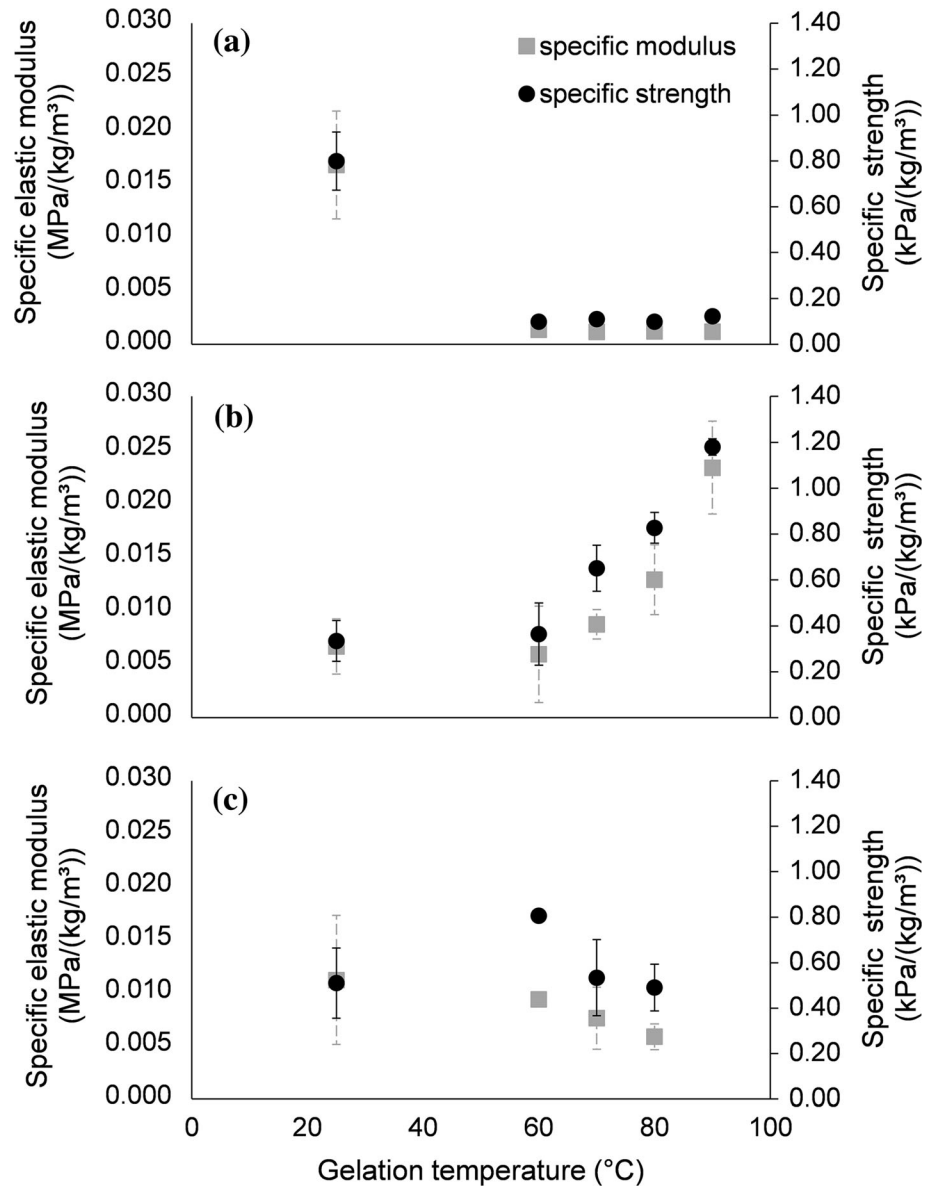 (a)
specific modulus
specific strength
Specific elastic modulus
(MPa/(kg/m³))
0.030
0.025
0.020
0.015
0.010
0.005
0.000
1.40
1.20
1.00
0.80
0.60
0.40
0.20
0.00
Specific strength
(kPa/(kg/m³))
(b)
Specific elastic modulus
(MPa/(kg/m³))
0.030
0.025
0.020
0.015
0.010
0.005
0.000
1.40
1.20
1.00
0.80
0.60
0.40
0.20
0.00
Specific strength
(kPa/(kg/m³))
(c)
Specific elastic modulus
(MPa/(kg/m³))
0.030
0.025
0.020
0.015
0.010
0.005
0.000
1.40
1.20
1.00
0.80
0.60
0.40
0.20
0.00
Specific strength
(kPa/(kg/m³))
0 20 40 60 80 100
Gelation temperature (°C)